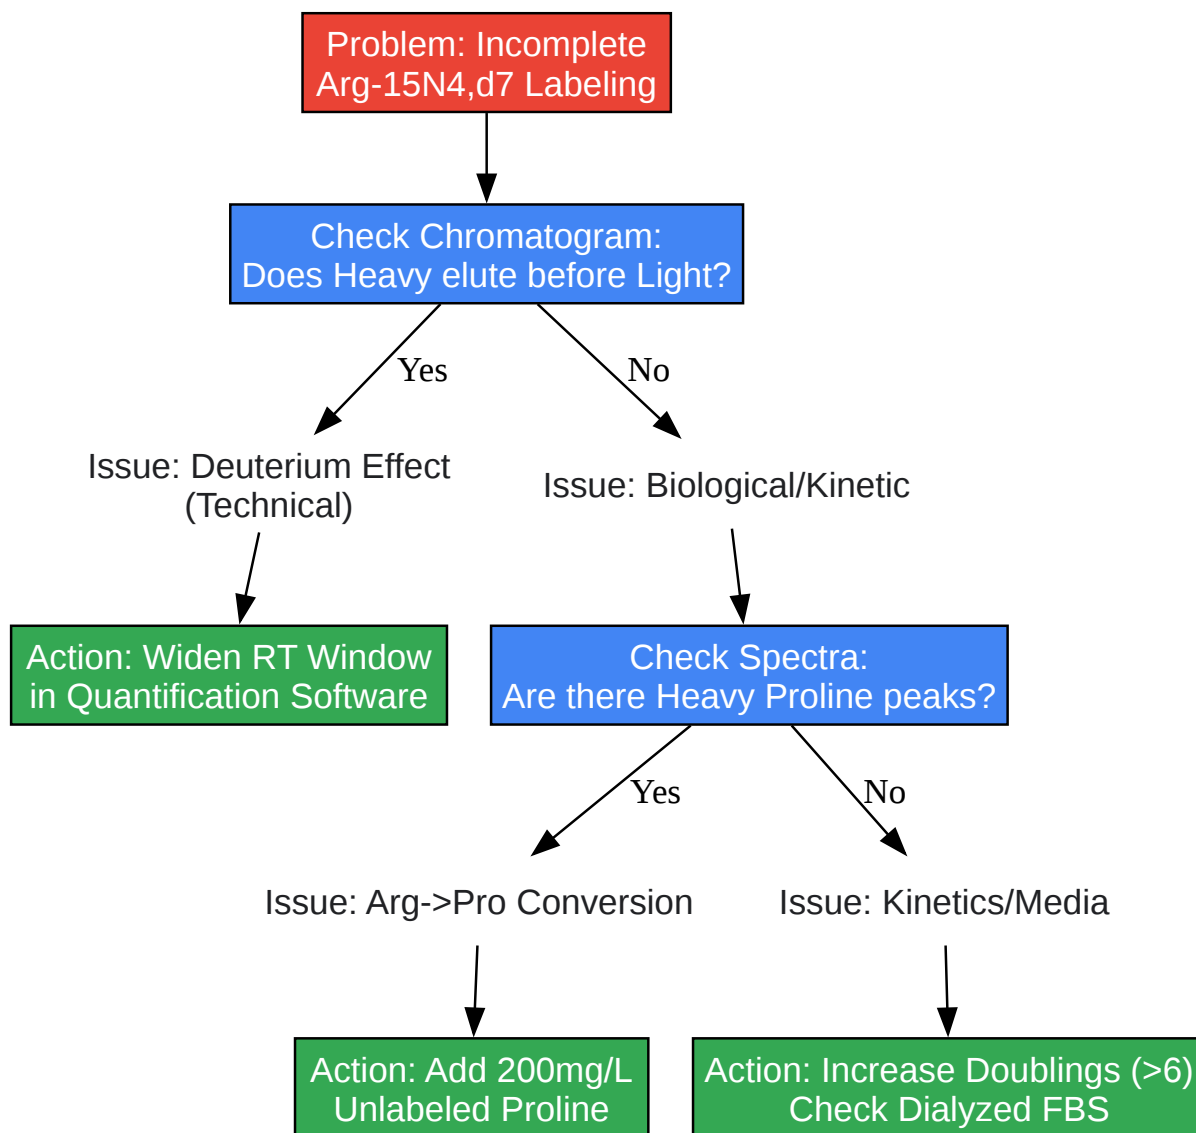 Problem: Incomplete
Arg-15N4,d7 Labeling
Check Chromatogram:
Does Heavy elute before Light?
Yes
No
Issue: Deuterium Effect
(Technical)
Issue: Biological/Kinetic
Action: Widen RT Window
in Quantification Software
Check Spectra:
Are there Heavy Proline peaks?
Yes
No
Issue: Arg->Pro Conversion
Issue: Kinetics/Media
Action: Add 200mg/L
Unlabeled Proline
Action: Increase Doublings (>6)
Check Dialyzed FBS